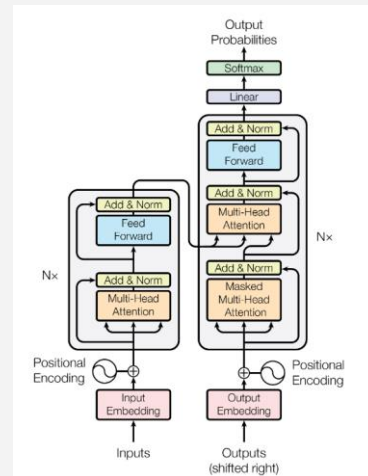 Output
Probabilities
Softmax
Linear
Add & Norm
Feed
Forward
Add & Norm
Multi-Head
Attention
Add & Norm
Masked
Multi-Head
Attention
N×
Add & Norm
Feed
Forward
Add & Norm
Multi-Head
Attention
N×
Positional
Encoding
Positional
Encoding
Input
Embedding
Output
Embedding
Inputs
Outputs
(shifted right)